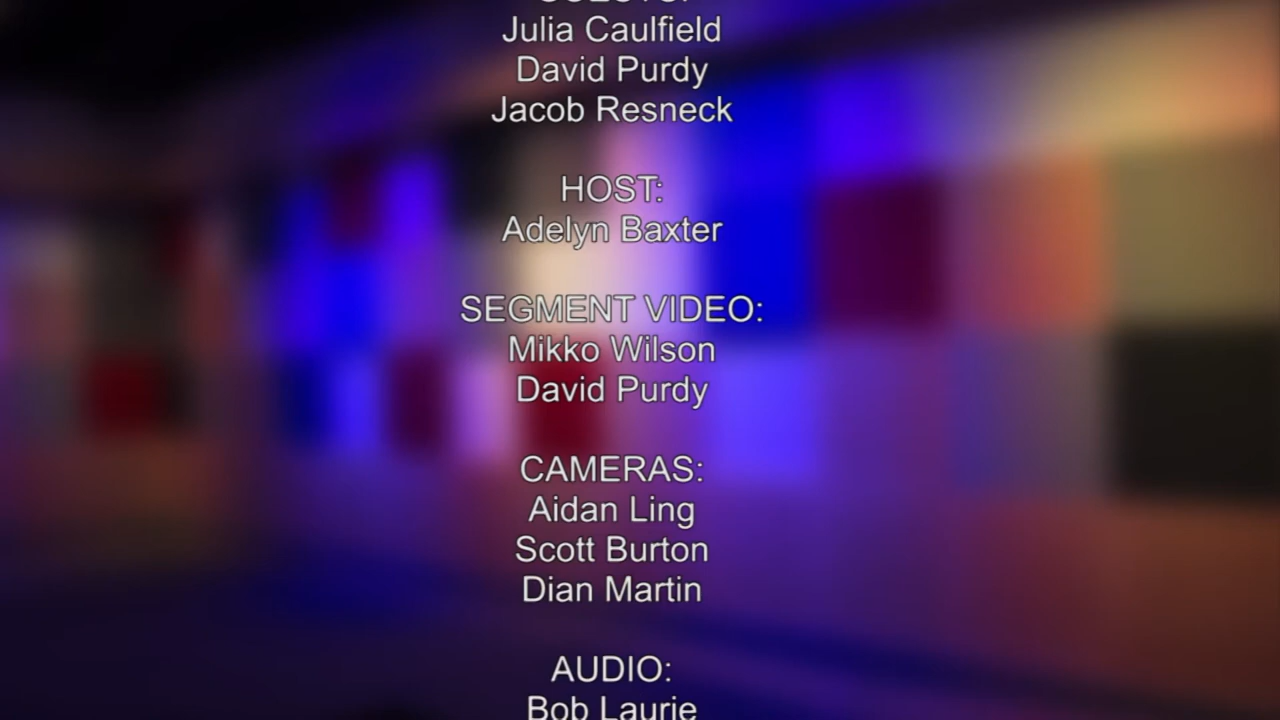 Julia Caulfield
David Purdy
Jacob Resneck
HOST:
Adelyn Baxter
SEGMENT VIDEO:
Mikko Wilson
David Purdy
CAMERAS:
Aidan Ling
Scott Burton
Dian Martin
AUDIO:
Bob Laurie